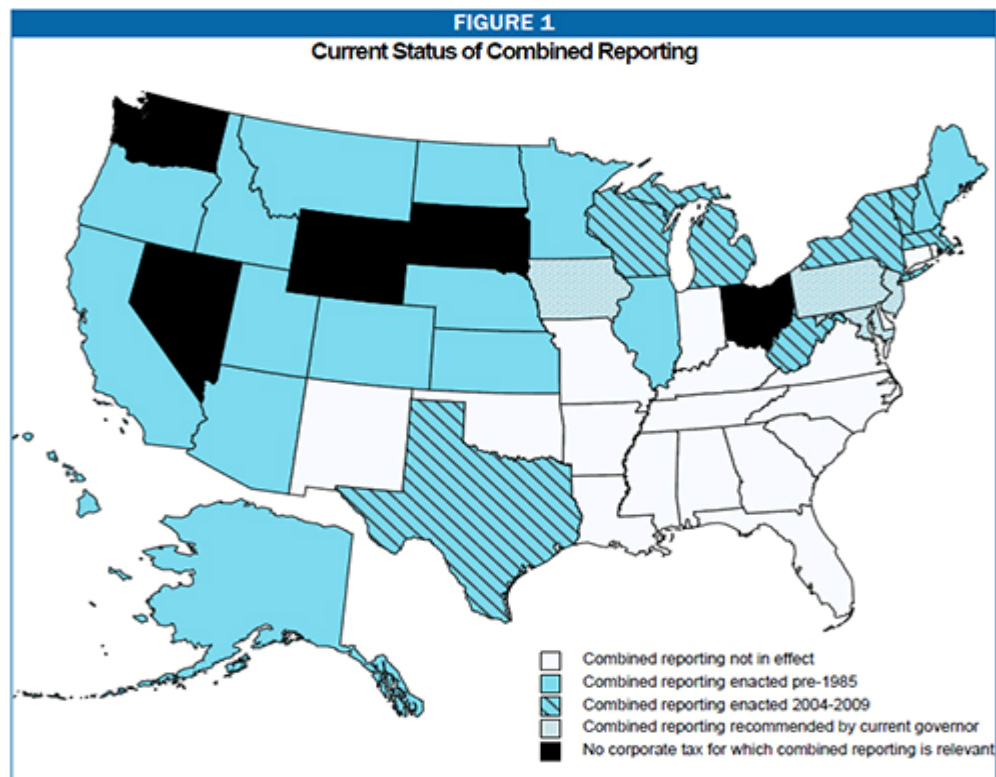 FIGURE 1
Current Status of Combined Reporting
Combined reporting not in effect
Combined reporting enacted pre-1985
Combined reporting enacted 2004-2009
Combined reporting recommended by current governor
No corporate tax for which combined reporting is relevant